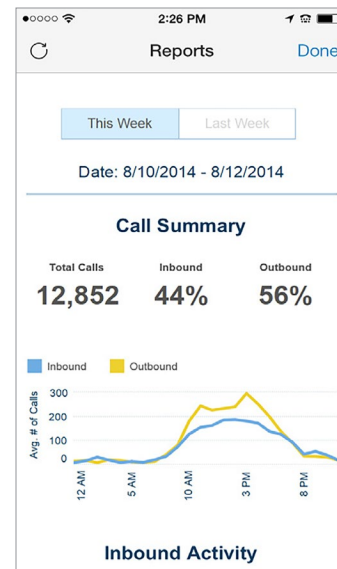 2:26 PM
Reports
Done
This Week
Last Week
Date: 8/10/2014 - 8/12/2014
Call Summary
Total Calls Inbound Outbound
12,852 44% 56%
Inbound Outbound
Avg. # of Calls
300
200
100
0
12 AM 5 AM 10 AM 3 PM 8 PM
Inbound Activity